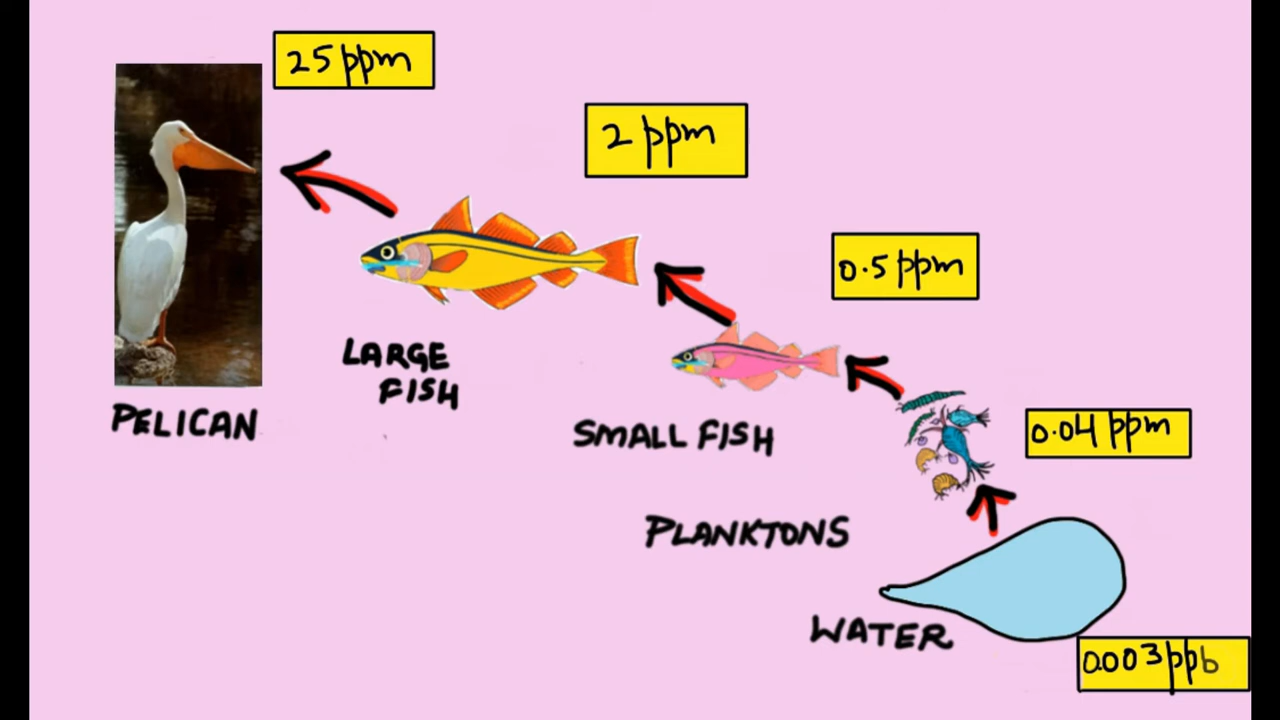 25 ppm
2 ppm
0.5 ppm
LARGE
FISH
PELICAN
SMALL FISH
0.04 ppm
PLANKTONS
WATER
0.003 ppb